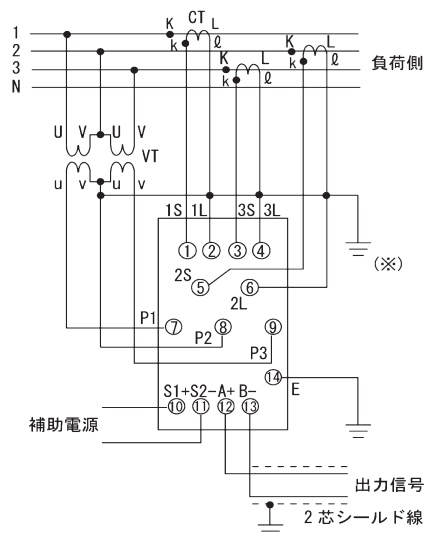 K CT L
1
k ℓ
2
K L
3
K L
k ℓ
k ℓ
N
負荷側
U V U V
VT
u v u v
1S 1L 3S 3L
① ② ③ ④
(※)
2S
⑤ ⑥
2L
P1 ⑦ ⑧ ⑨
P2
P3
⑭ E
S1+S2-A+ B-
補助電源
⑩ ⑪ ⑫ ⑬
出力信号
2芯シールド線